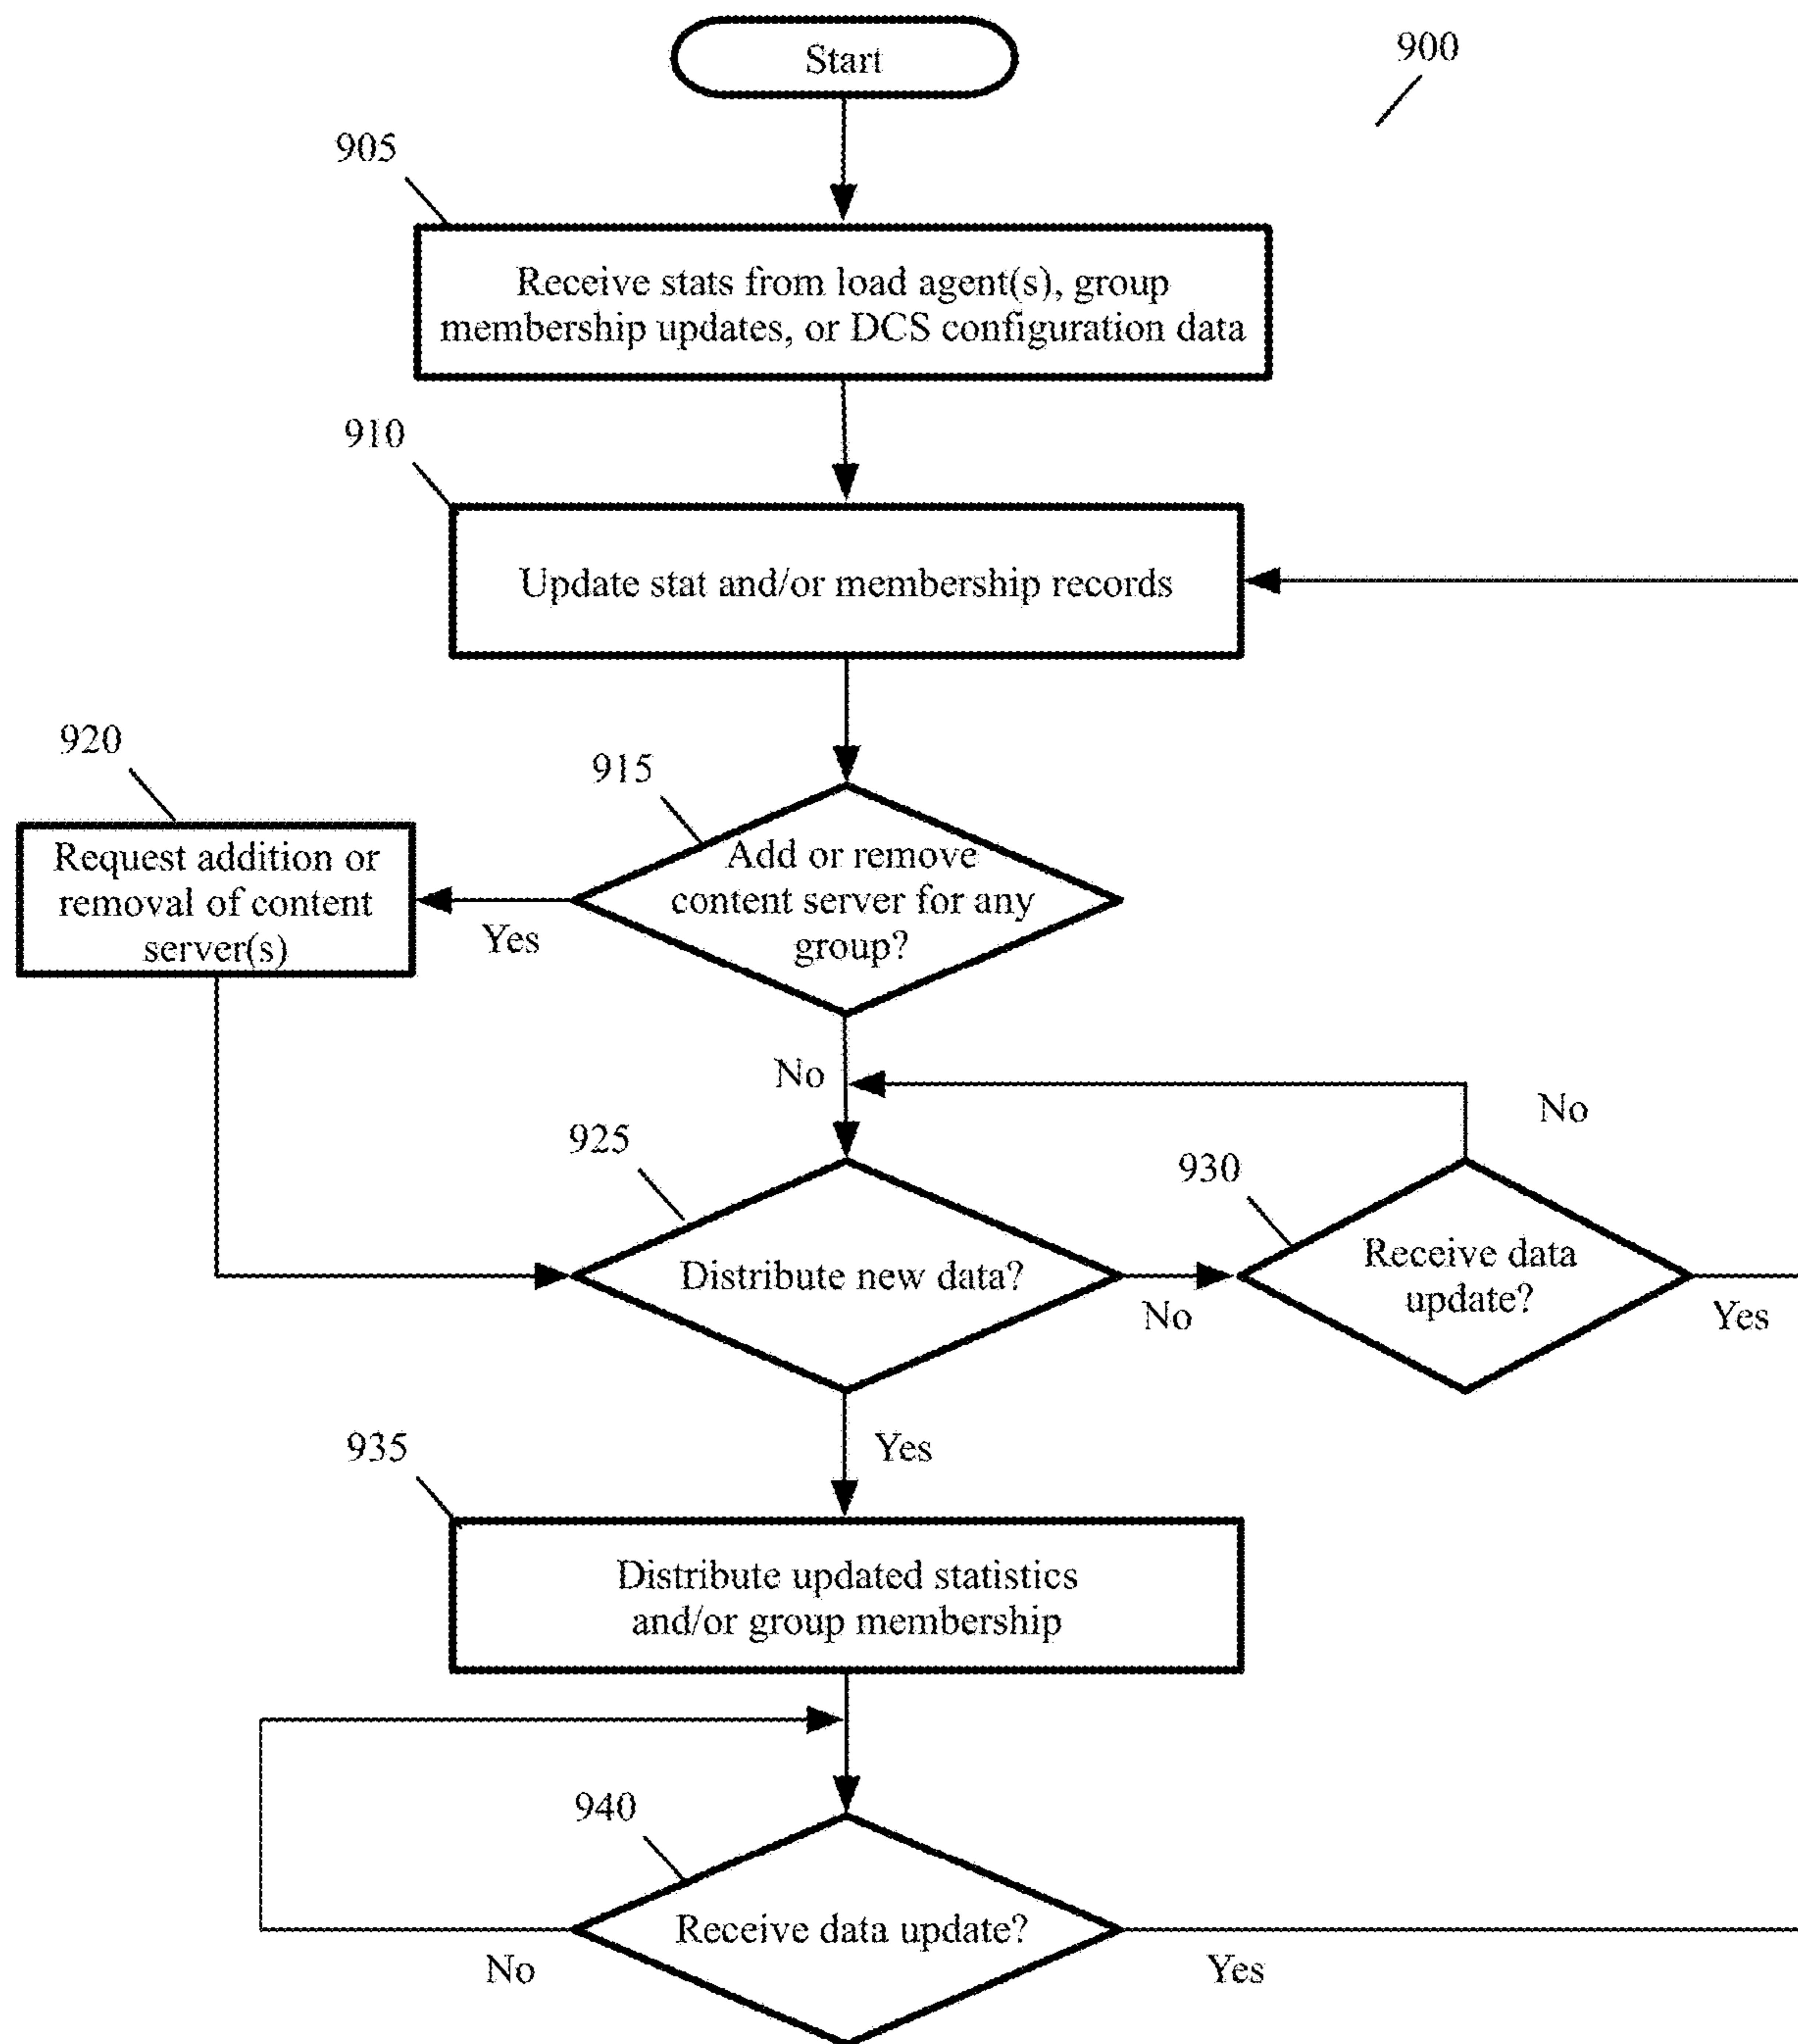 Start
900
905
Receive stats from load agent(s), group
membership updates, or DCS configuration data
910
Update stat and/or membership records
920
915
Request addition or
removal of content
server(s)
Add or remove
content server for any
group?
Yes
No
No
925
930
Distribute new data?
Receive data
update?
No
Yes
Yes
935
Distribute updated statistics
and/or group membership
940
Receive data update?
No
Yes